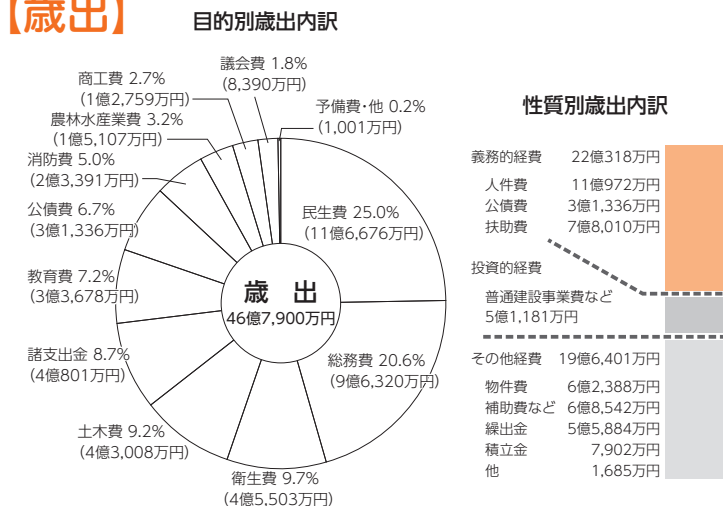 【歳出】
目的別歳出内訳
議会費 1.8%
(8,390万円)
商工費 2.7%
(1億2,759万円)
予備費・他 0.2%
(1,001万円)
農林水産業費 3.2%
(1億5,107万円)
消防費 5.0%
(2億3,391万円)
民生費 25.0%
(11億6,676万円)
公債費 6.7%
(3億1,336万円)
教育費 7.2%
(3億3,678万円)
歳 出
46億7,900万円
諸支出金 8.7%
(4億801万円)
総務費 20.6%
(9億6,320万円)
土木費 9.2%
(4億3,008万円)
衛生費 9.7%
(4億5,503万円)
性質別歳出内訳
義務的経費 22億318万円
人件費 11億972万円
公債費 3億1,336万円
扶助費 7億8,010万円
投資的経費
普通建設事業費など
5億1,181万円
その他経費 19億6,401万円
物件費 6億2,388万円
補助費など 6億8,542万円
繰出金 5億5,884万円
積立金 7,902万円
他 1,685万円